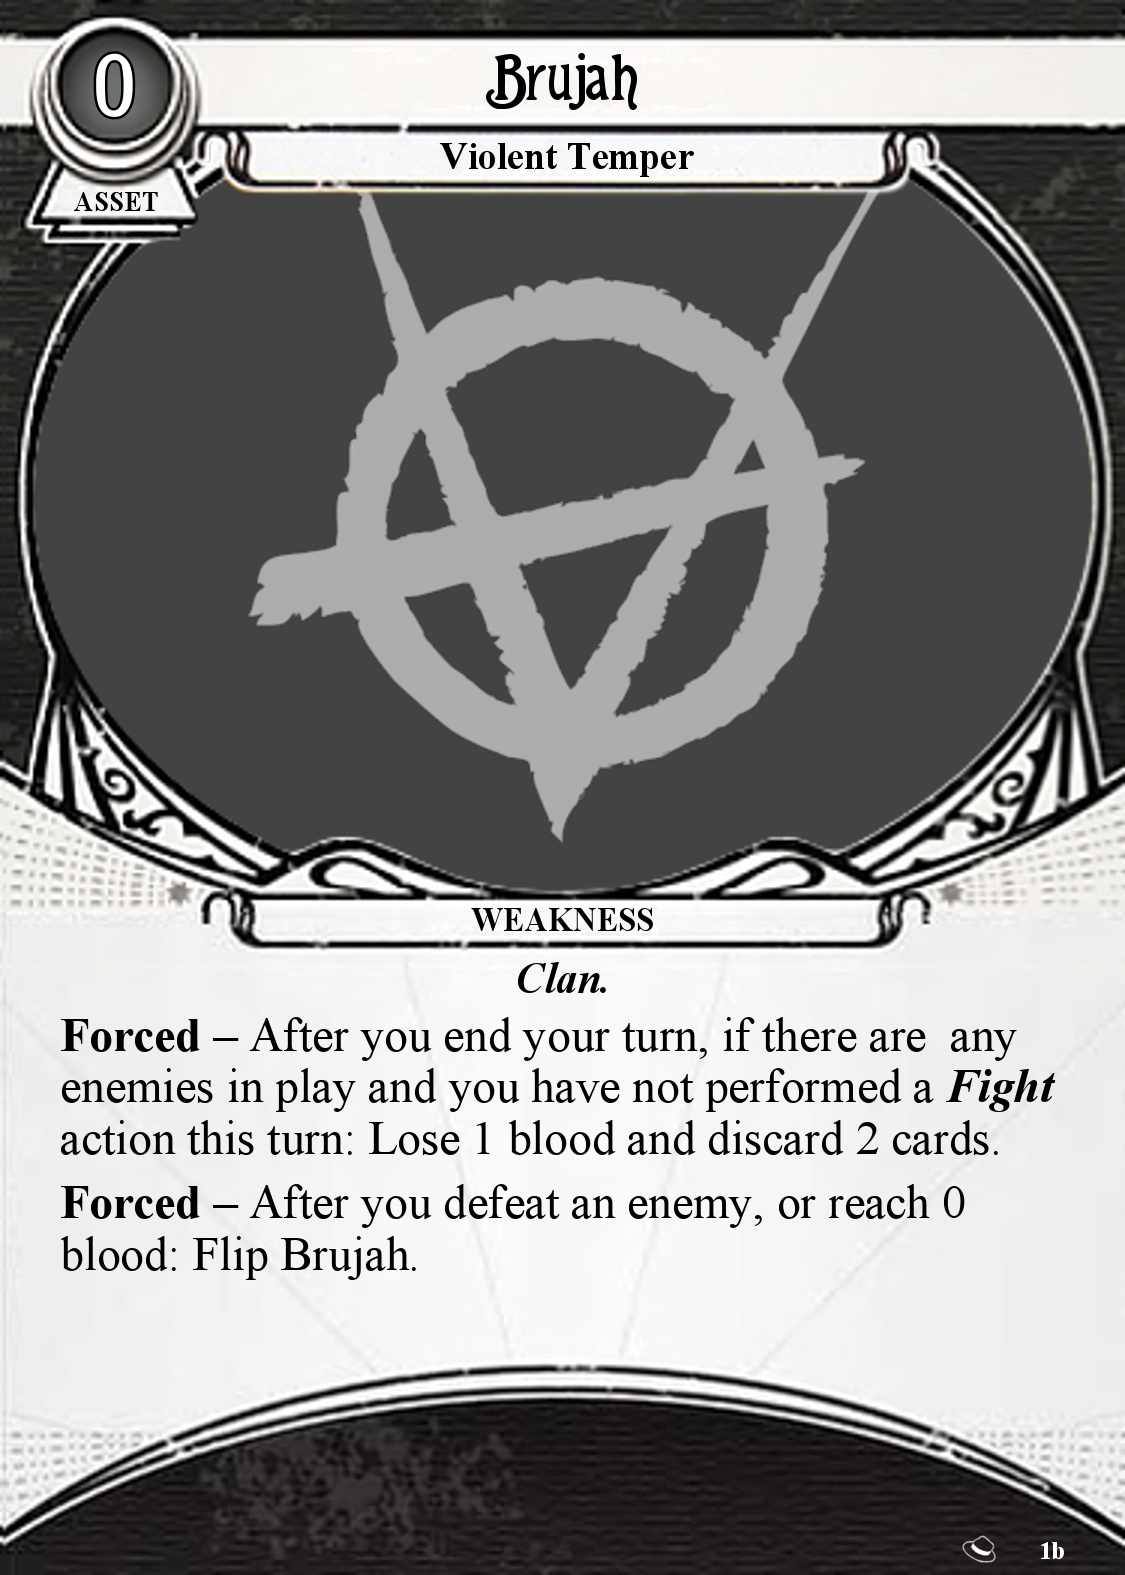 0
Brujah
Violent Temper
ASSET
WEAKNESS
Clan.
Forced – After you end your turn, if there are any
enemies in play and you have not performed a Fight
action this turn: Lose 1 blood and discard 2 cards.
Forced – After you defeat an enemy, or reach 0
blood: Flip Brujah.
1b